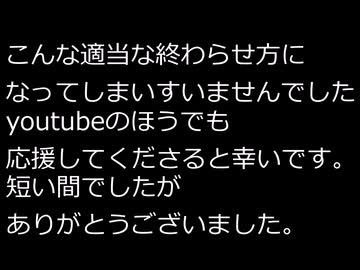 こんな適当な終わらせ方に
なってしまいすいませんでした
youtubeのほうでも
応援してくださると幸いです。
短い間でしたが
ありがとうございました。